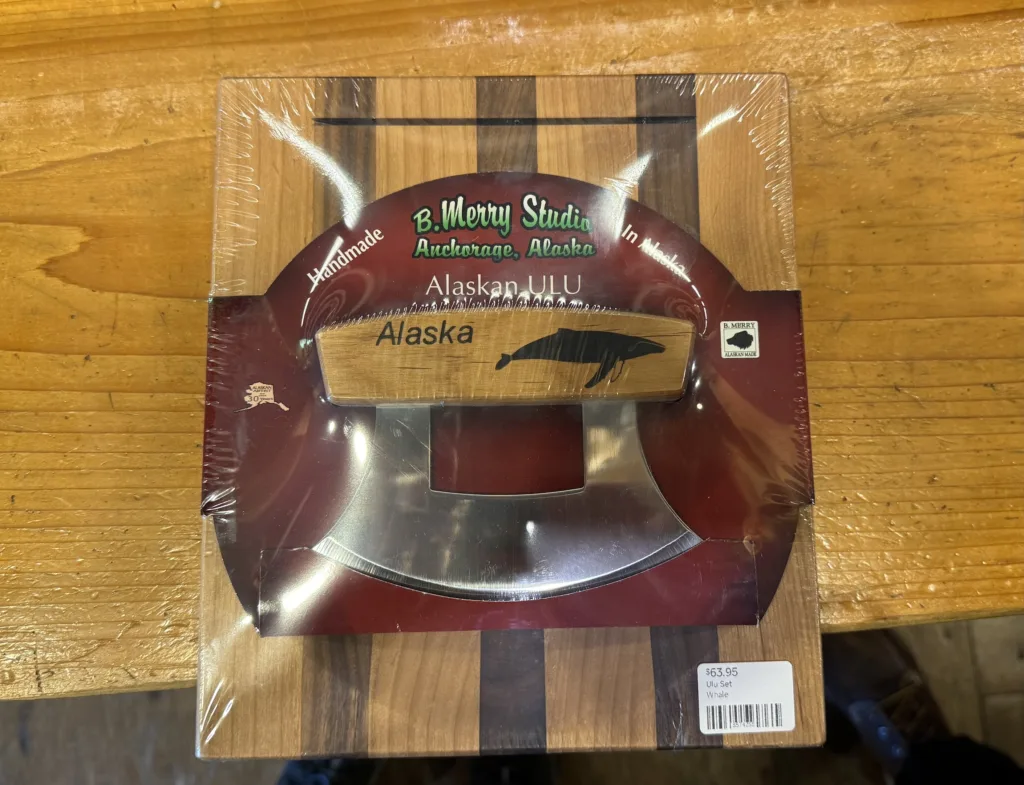 B. Merry Studio
Anchorage, Alaska
Handmade
In Alaska
Alaskan ULU
Alaska
B. MERRY
ALASKAN MADE
$63.95
Ulu Set
Whale